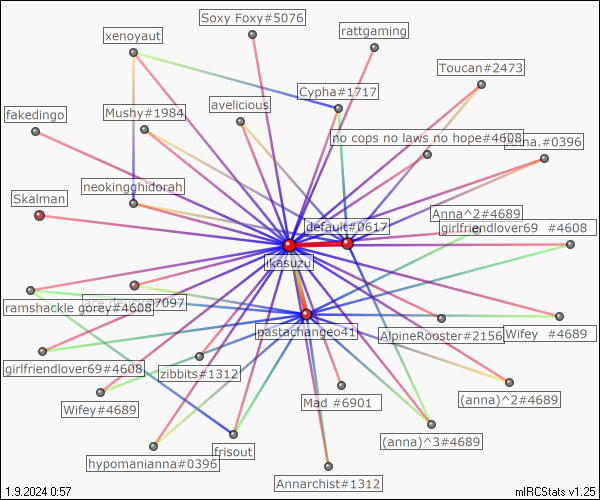 Soxy Foxy#5076
rattgaming
xenoyaut
Toucan#2473
Cypha#1717
avelicious
Mushy#1984
fakedingo
no cops no laws no hope#4608
#0396
neokingghidorah
Skalman
Anna^2#4689
default#0617
girlfriendlover69 #4608
ikasuzu
#7097
ramshackle gorey#4608
pastachangeo41
AlpineRooster#2156
Wifey #4689
girlfriendlover69#4608
zibbits#1312
Wifey#4689
Mad #6901
(anna)^2#4689
(anna)^3#4689
frisout
hypomanianna#0396
Annarchist#1312
1.9.2024 0:57
mIRCStats v1.25